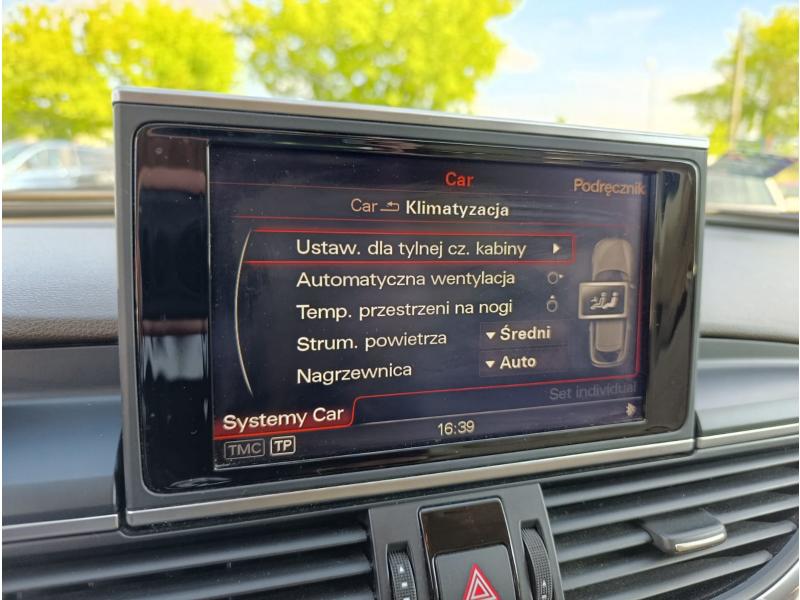 Car
Podręcznik
Car Klimatyzacja
Ustaw. dla tylnej cz. kabiny
Automatyczna wentylacja
Temp. przestrzeni na nogi
Strum. powietrza Średni
Nagrzewnica Auto
Set individual
Systemy Car
TMC TP 16:39